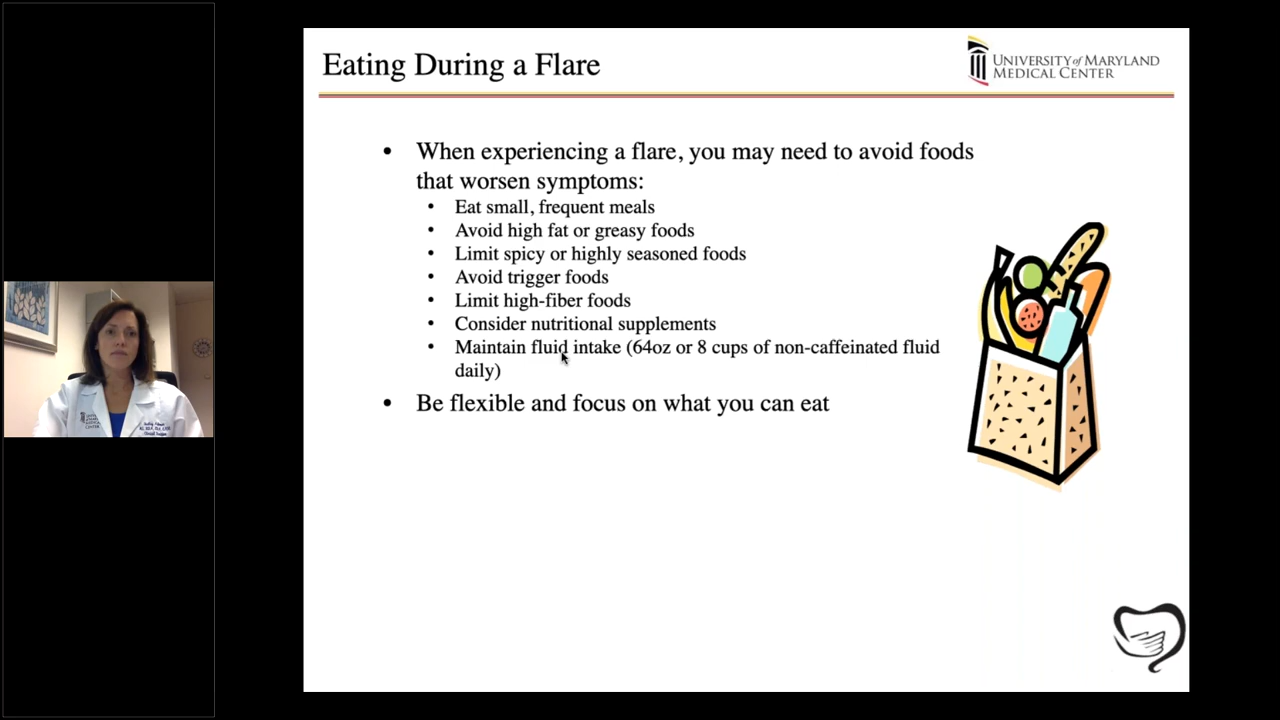 Eating During a Flare
UNIVERSITY of MARYLAND
MEDICAL CENTER
• When experiencing a flare, you may need to avoid foods
that worsen symptoms:
• Eat small, frequent meals
• Avoid high fat or greasy foods
• Limit spicy or highly seasoned foods
• Avoid trigger foods
• Limit high-fiber foods
• Consider nutritional supplements
• Maintain fluid intake (64oz or 8 cups of non-caffeinated fluid
daily)
• Be flexible and focus on what you can eat